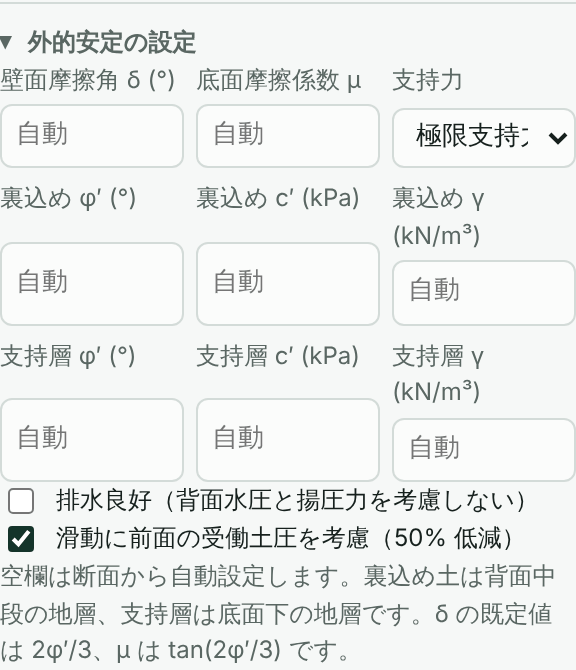 ▼ 外的安定の設定
壁面摩擦角 δ (°) 底面摩擦係数 μ 支持力
自動 自動 極限支持
裏込め φ′ (°) 裏込め c′ (kPa) 裏込め γ (kN/m³)
自動 自動 自動
支持層 φ′ (°) 支持層 c′ (kPa) 支持層 γ (kN/m³)
自動 自動 自動
排水良好（背面水圧と揚圧力を考慮しない）
滑動に前面の受働土圧を考慮（50% 低減）
空欄は断面から自動設定します。裏込め土は背面中
段の地層、支持層は底面下の地層です。δ の既定値
は 2φ′/3、μ は tan(2φ′/3) です。